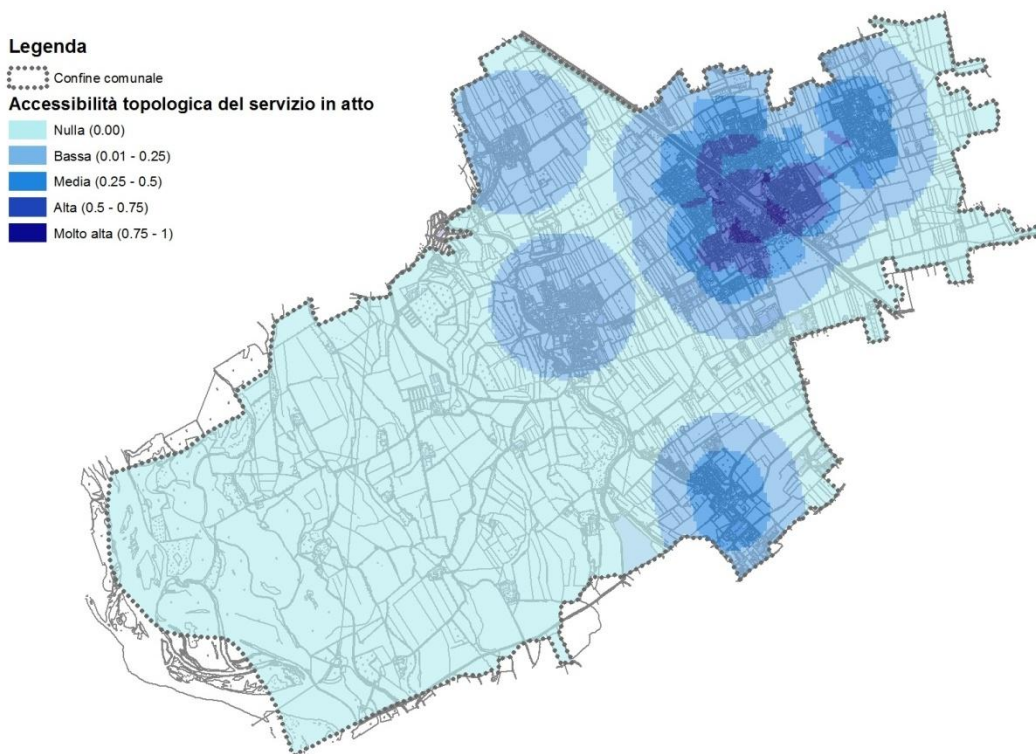 Legenda
Confine comunale
Accessibilità topologica del servizio in atto
Nulla (0.00)
Bassa (0.01 - 0.25)
Media (0.25 - 0.5)
Alta (0.5 - 0.75)
Molto alta (0.75 - 1)